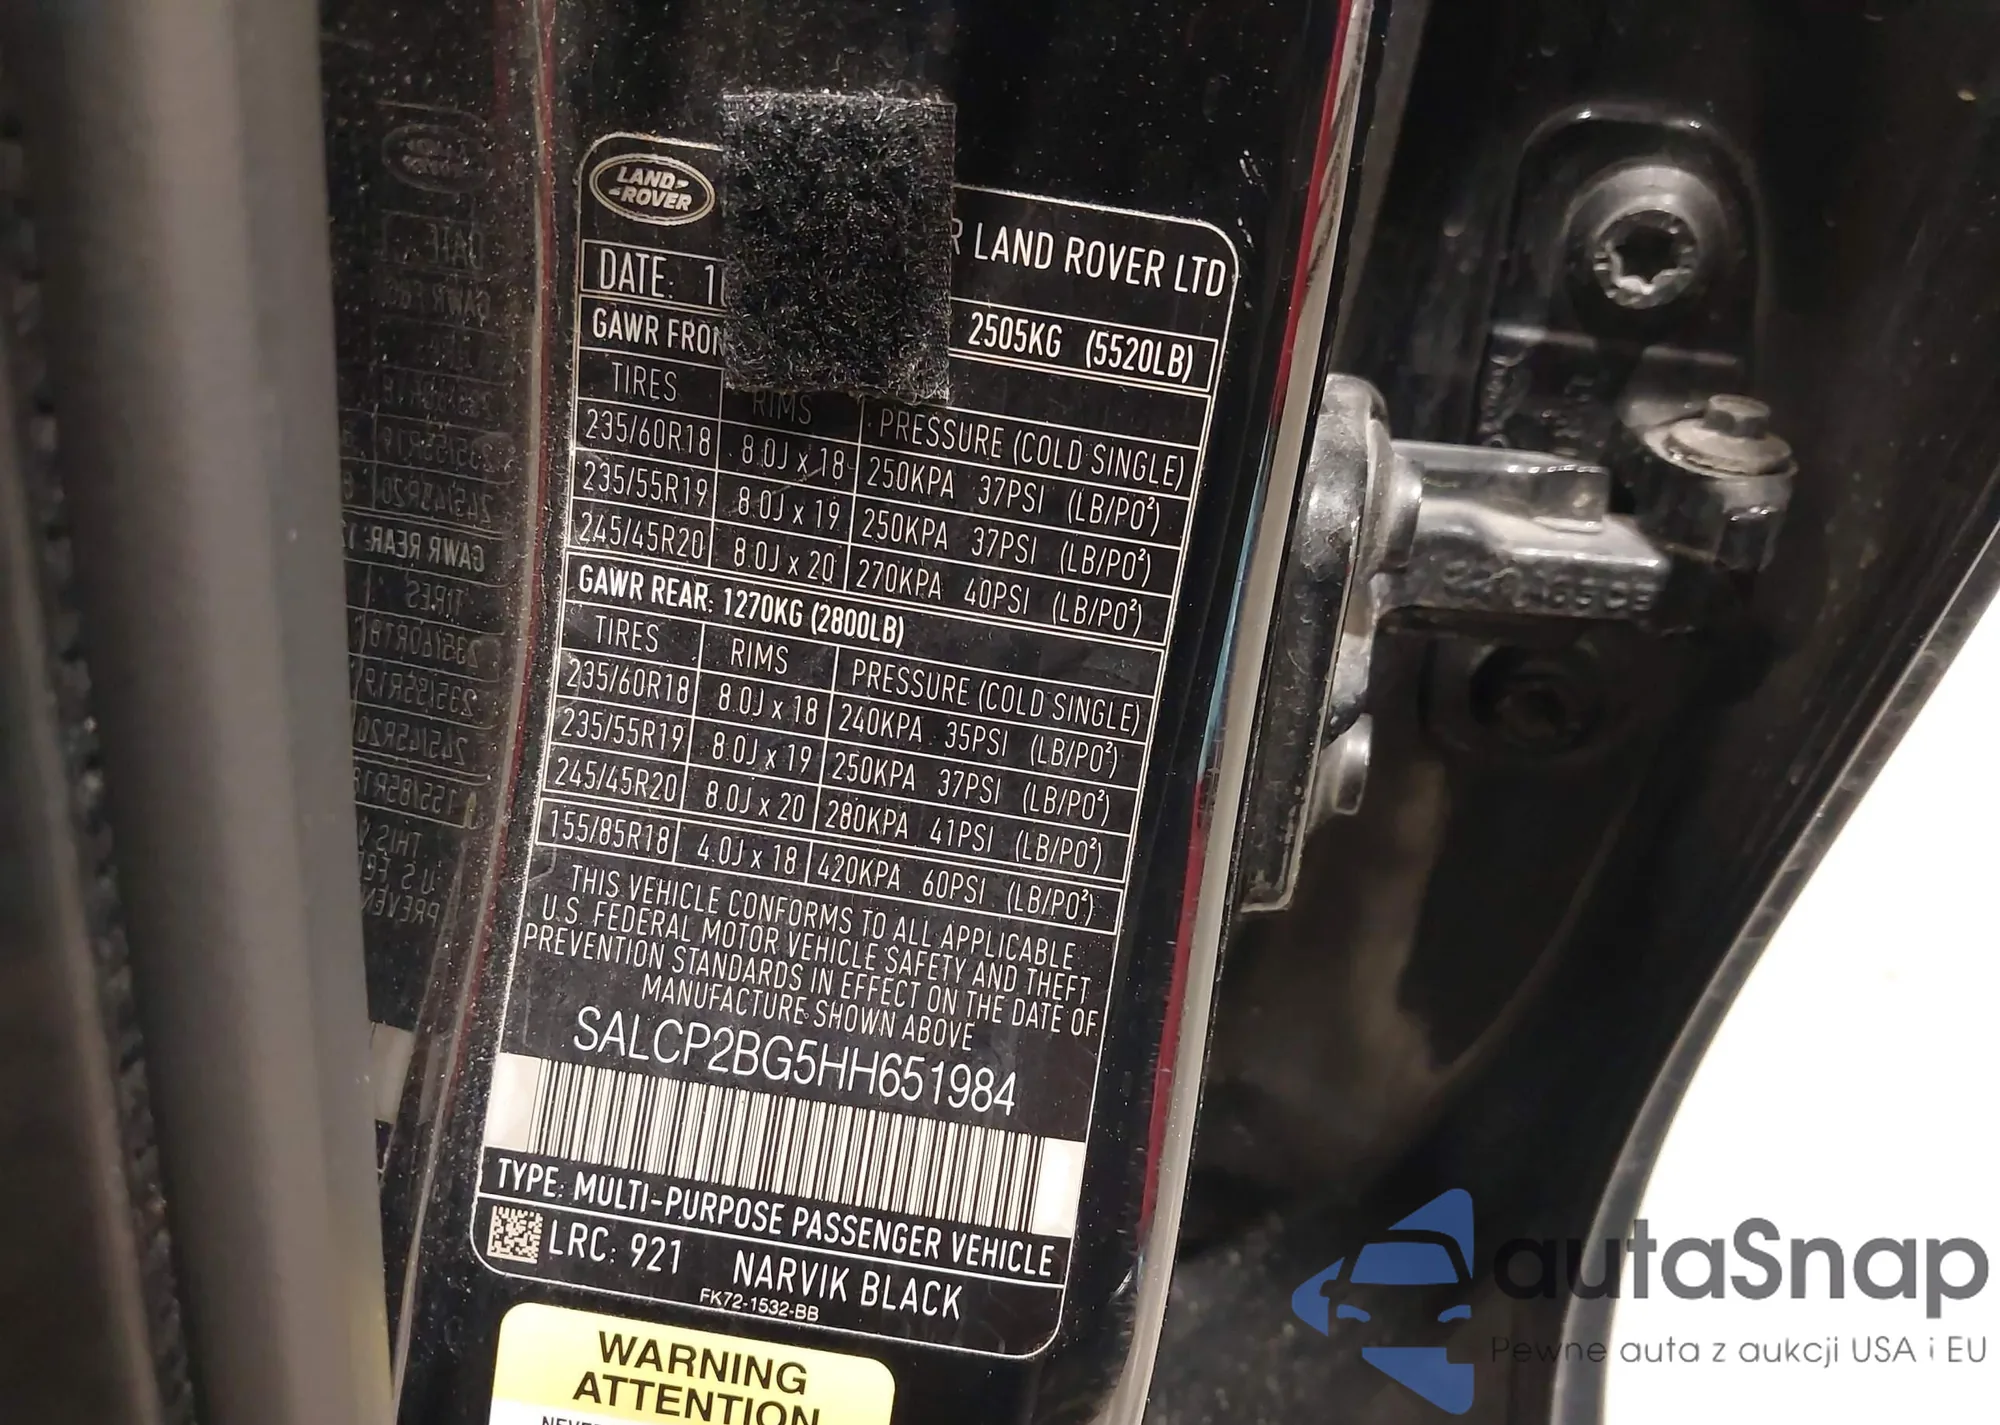 LAND ROVER
R LAND ROVER LTD
DATE: 1
2505KG (5520LB)
GAWR FRON
TIRES RIMS PRESSURE (COLD SINGLE)
235/60R18 8.0J x 18 250KPA 37PSI (LB/PO²)
235/55R19 8.0J x 19 250KPA 37PSI (LB/PO²)
245/45R20 8.0J x 20 270KPA 40PSI (LB/PO²)
GAWR REAR: 1270KG (2800LB)
TIRES RIMS PRESSURE (COLD SINGLE)
235/60R18 8.0J x 18 240KPA 35PSI (LB/PO²)
235/55R19 8.0J x 19 250KPA 37PSI (LB/PO²)
245/45R20 8.0J x 20 280KPA 41PSI (LB/PO²)
155/85R18 4.0J x 18 420KPA 60PSI (LB/PO²)
THIS VEHICLE CONFORMS TO ALL APPLICABLE
U.S. FEDERAL MOTOR VEHICLE SAFETY AND THEFT
PREVENTION STANDARDS IN EFFECT ON THE DATE OF
MANUFACTURE SHOWN ABOVE
SALCP2BG5HH651984
TYPE: MULTI-PURPOSE PASSENGER VEHICLE
LRC: 921 NARVIK BLACK
FK72-1532-BB
WARNING
ATTENTION
autoSnap
Pewne auta z aukcji USA i EU